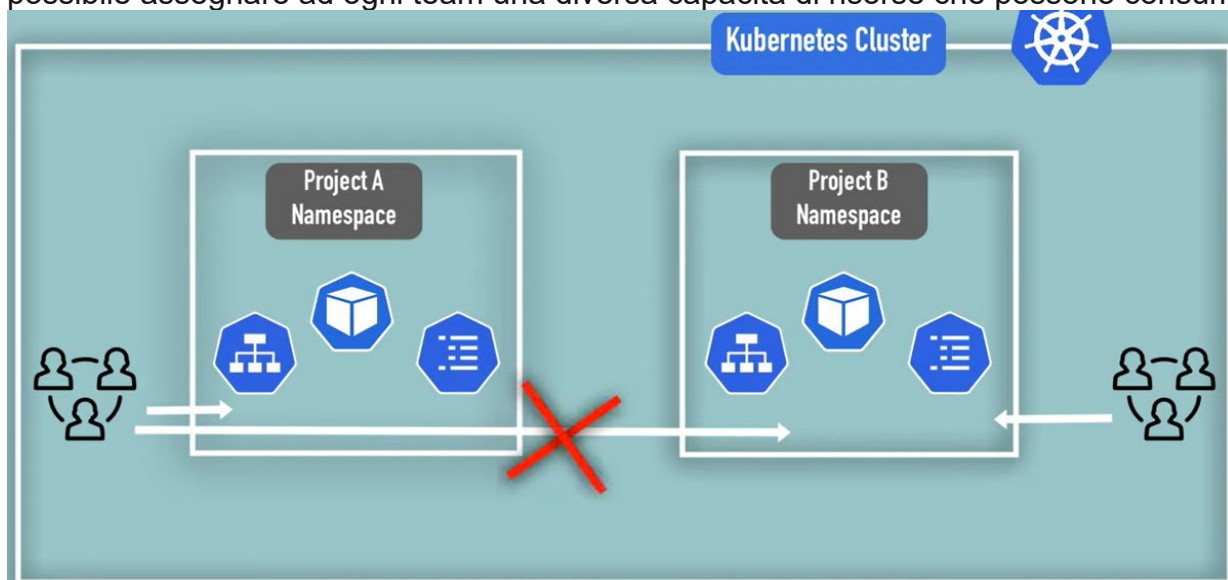 possibile assegnare ad ogni team una diversa capacità di risorse che possono
Kubernetes Cluster
Project A
Namespace
Project B
Namespace